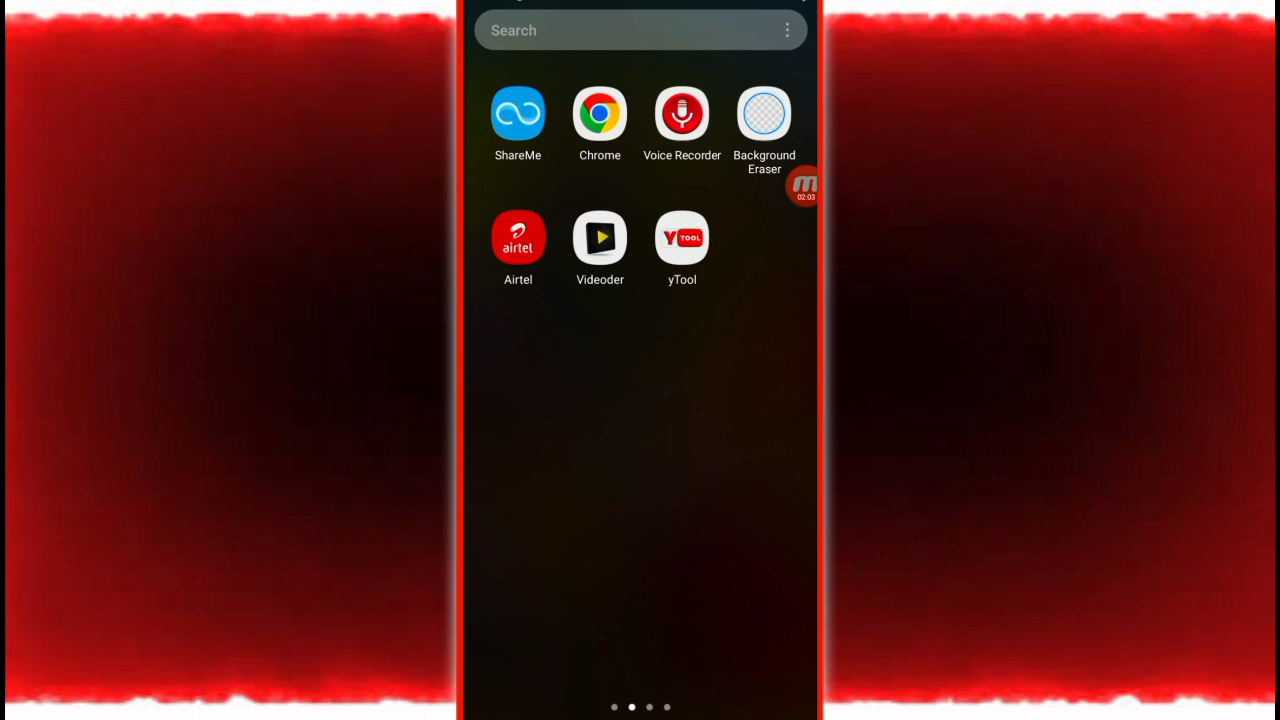 Search
ShareMe
Chrome
Voice Recorder
Background
Eraser
02:03
airtel
Y TOOL
Airtel
Videoder
yTool